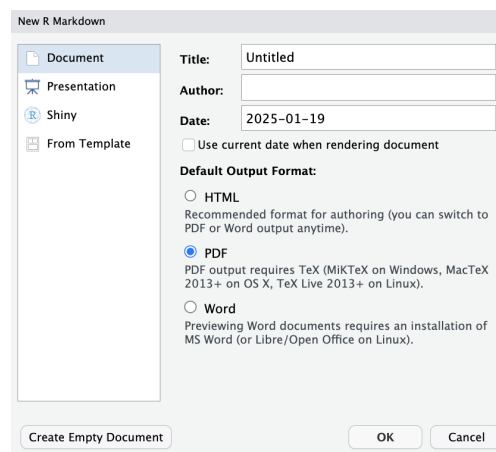 New R Markdown
Document
Presentation
Shiny
From Template
Title: Untitled
Author:
Date: 2025-01-19
Use current date when rendering document
Default Output Format:
HTML
Recommended format for authoring (you can switch to
PDF or Word output anytime).
PDF
PDF output requires TeX (MiKTeX on Windows, MacTeX
2013+ on OS X, TeX Live 2013+ on Linux).
Word
Previewing Word documents requires an installation of
MS Word (or Libre/Open Office on Linux).
Create Empty Document OK Cancel